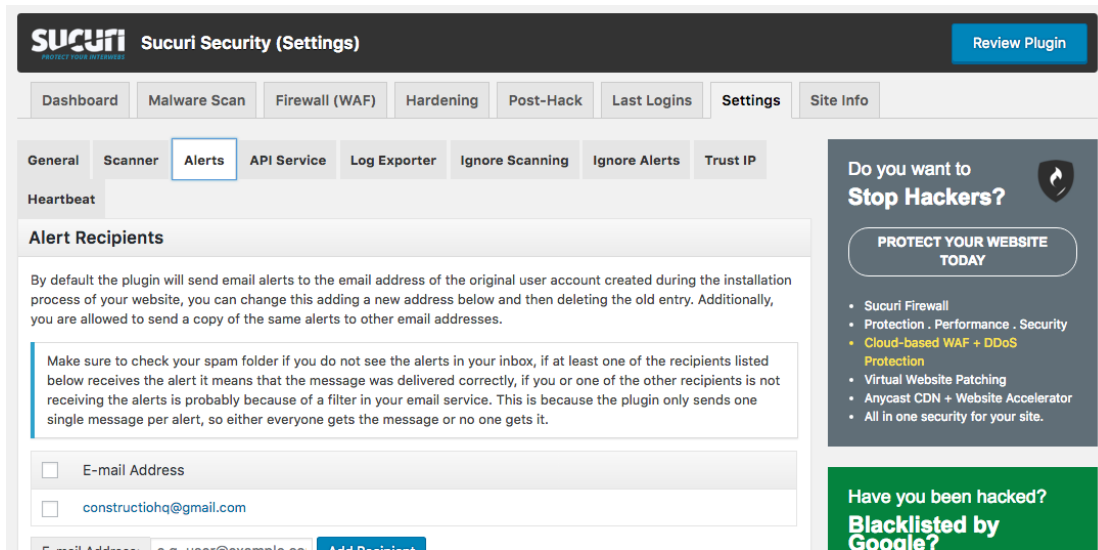 SUCURI
PROTECT YOUR INTERWEBS
Sucuri Security (Settings)
Review Plugin
Dashboard Malware Scan Firewall (WAF) Hardening Post-Hack Last Logins Settings Site Info
General Scanner Alerts API Service Log Exporter Ignore Scanning Ignore Alerts Trust IP
Heartbeat
Alert Recipients
By default the plugin will send email alerts to the email address of the original user account created during the installation
process of your website, you can change this adding a new address below and then deleting the old entry. Additionally,
you are allowed to send a copy of the same alerts to other email addresses.
Make sure to check your spam folder if you do not see the alerts in your inbox, if at least one of the recipients listed
below receives the alert it means that the message was delivered correctly, if you or one of the other recipients is not
receiving the alerts is probably because of a filter in your email service. This is because the plugin only sends one
single message per alert, so either everyone gets the message or no one gets it.
E-mail Address
constructiohq@gmail.com
E-mail Address: e.g. user@example.co Add Recipient
Do you want to
Stop Hackers?
PROTECT YOUR WEBSITE
TODAY
• Sucuri Firewall
• Protection . Performance . Security
• Cloud-based WAF + DDoS
Protection
• Virtual Website Patching
• Anycast CDN + Website Accelerator
• All in one security for your site.
Have you been hacked?
Blacklisted by
Google?